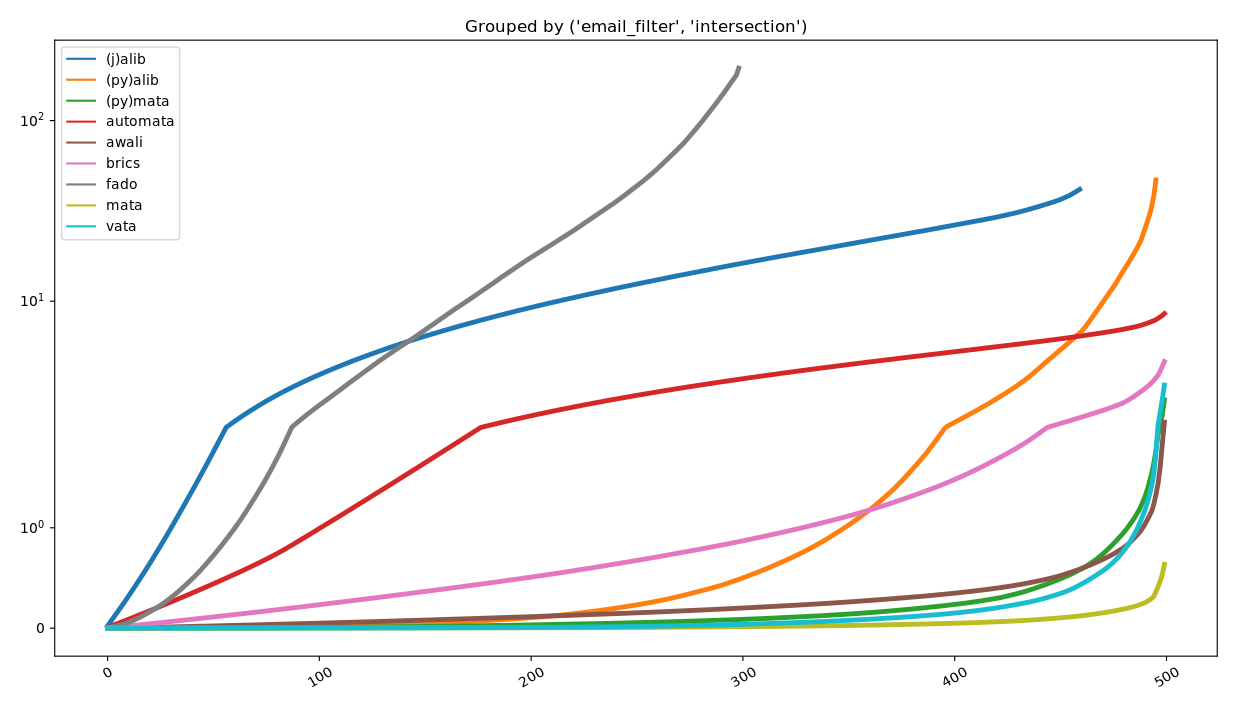 Grouped by ('email_filter', 'intersection')
(j)alib
(py)alib
(py)mata
automata
awali
brics
fado
mata
vata
10²
10¹
10⁰
0
0
100
200
300
400
500